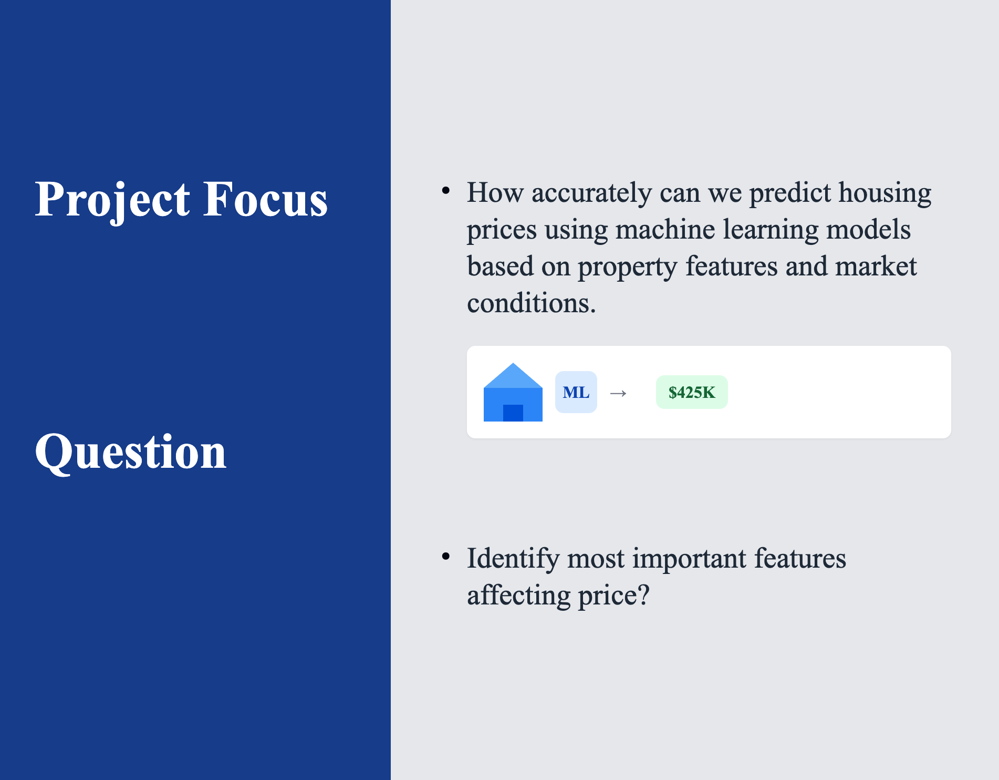 Project Focus
Question
• How accurately can we predict housing
prices using machine learning models
based on property features and market
conditions.
ML → $425K
• Identify most important features
affecting price?